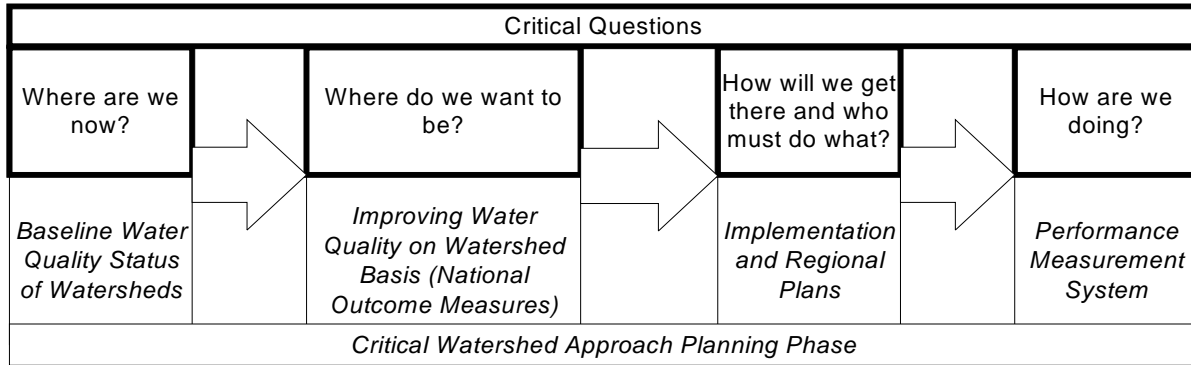 Critical Questions
Where are we
now?
Where do we want to
be?
How will we get
there and who
must do what?
How are we
doing?
Baseline Water
Quality Status
of Watersheds
Improving Water
Quality on Watershed
Basis (National
Outcome Measures)
Implementation
and Regional
Plans
Performance
Measurement
System
Critical Watershed Approach Planning Phase